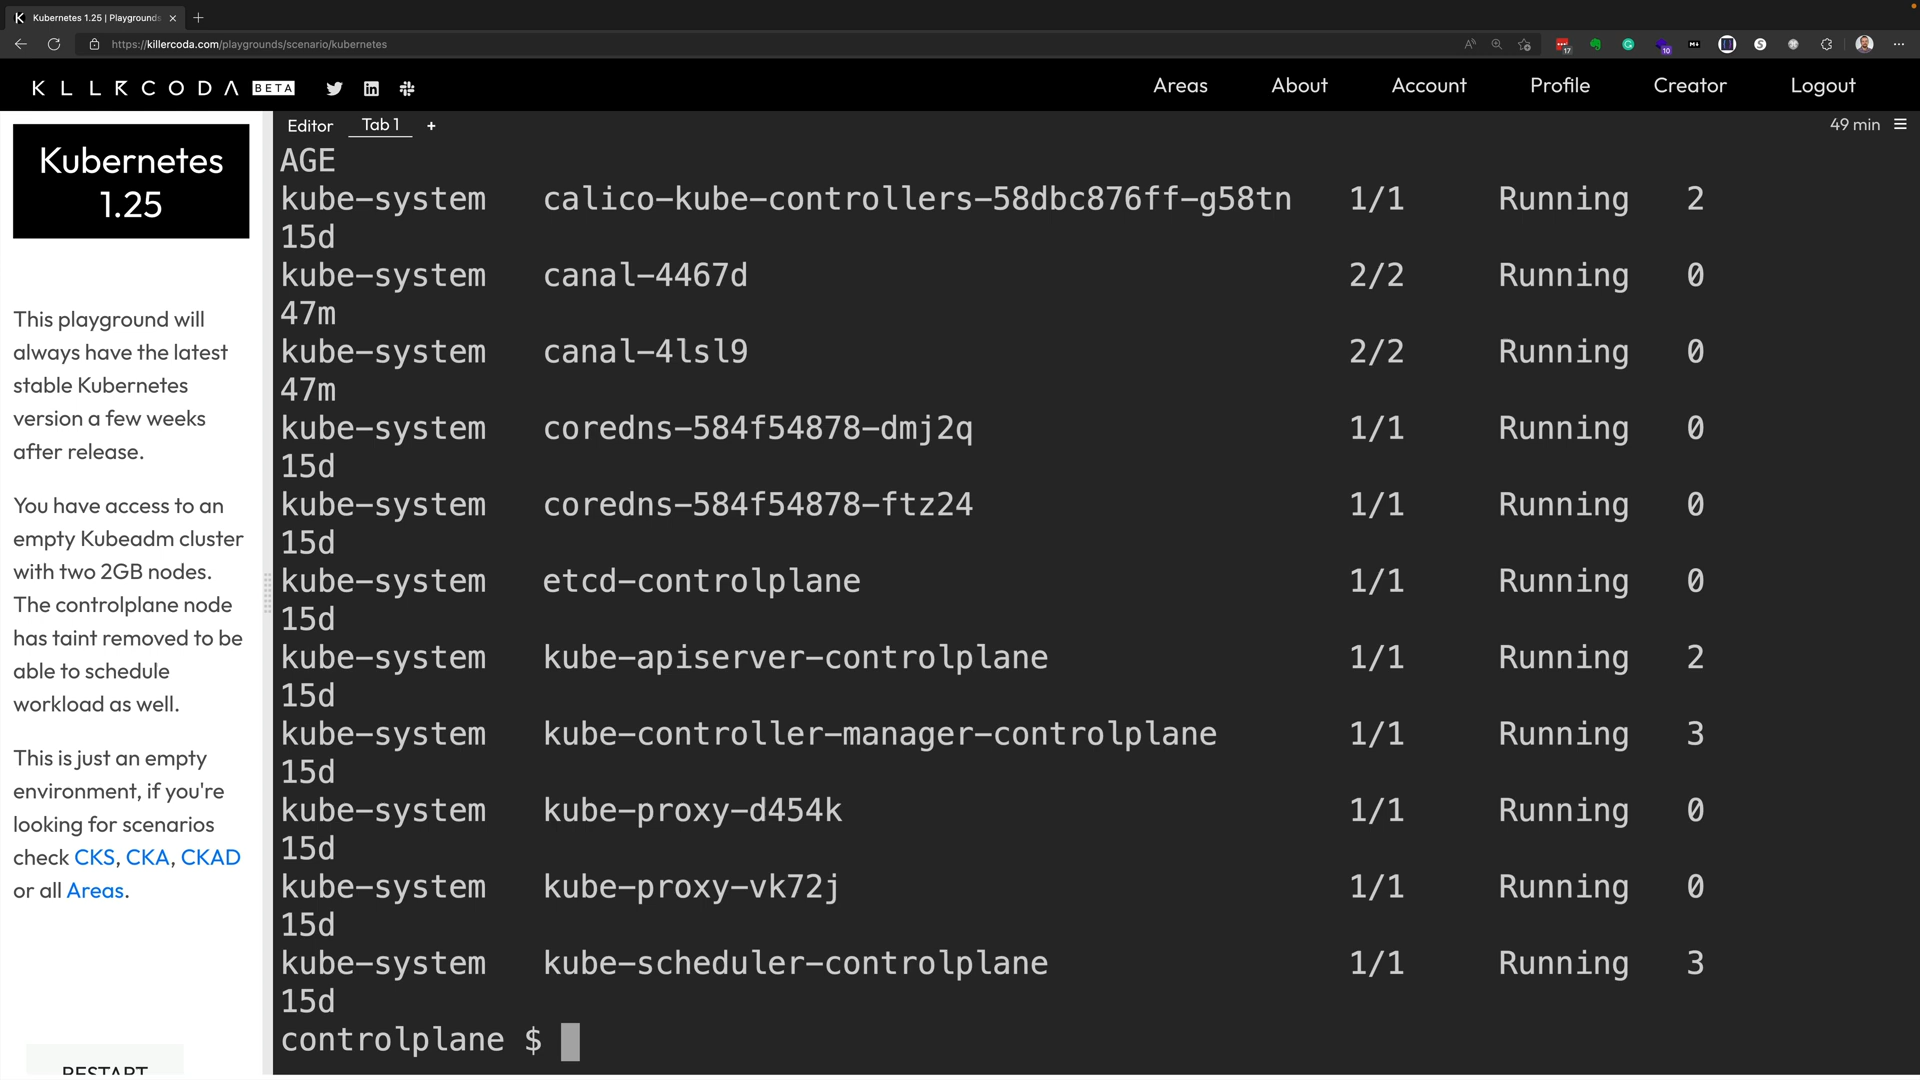 Kubernetes 1.25 | Playgrounds
https://killercoda.com/playgrounds/scenario/kubernetes
17
10
KLLRCODA BETA
Areas
About
Account
Profile
Creator
Logout
Kubernetes
1.25
This playground will
always have the latest
stable Kubernetes
version a few weeks
after release.
You have access to an
empty Kubeadm cluster
with two 2GB nodes.
The controlplane node
has taint removed to be
able to schedule
workload as well.
This is just an empty
environment, if you're
looking for scenarios
check CKS, CKA, CKAD
or all Areas.
RESTART
Editor Tab 1 +
49 min
AGE
kube-system calico-kube-controllers-58dbc876ff-g58tn 1/1 Running 2
15d
kube-system canal-4467d 2/2 Running 0
47m
kube-system canal-4lsl9 2/2 Running 0
47m
kube-system coredns-584f54878-dmj2q 1/1 Running 0
15d
kube-system coredns-584f54878-ftz24 1/1 Running 0
15d
kube-system etcd-controlplane 1/1 Running 0
15d
kube-system kube-apiserver-controlplane 1/1 Running 2
15d
kube-system kube-controller-manager-controlplane 1/1 Running 3
15d
kube-system kube-proxy-d454k 1/1 Running 0
15d
kube-system kube-proxy-vk72j 1/1 Running 0
15d
kube-system kube-scheduler-controlplane 1/1 Running 3
15d
controlplane $